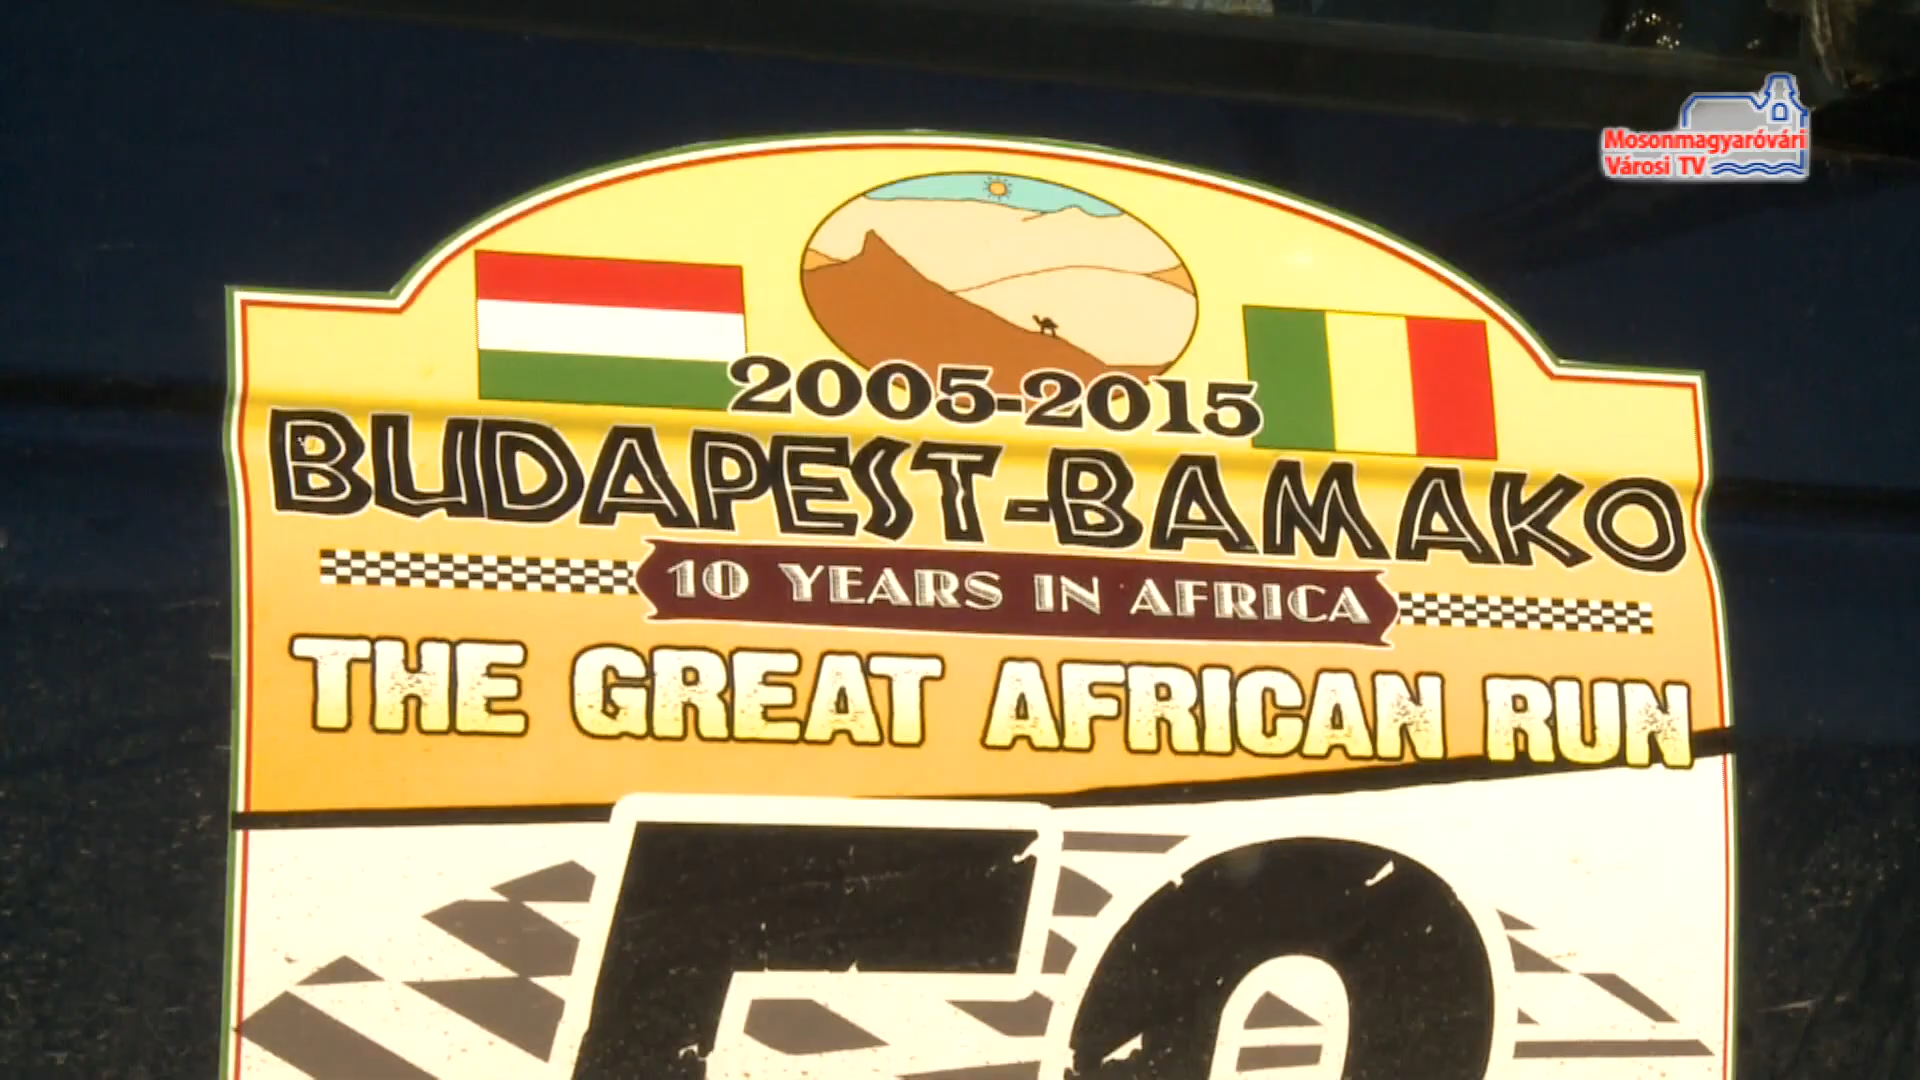 Mosonmagyaróvári
Városi TV
2005-2015
BUDAPEST-BAMAKO
10 YEARS IN AFRICA
THE GREAT AFRICAN RUN